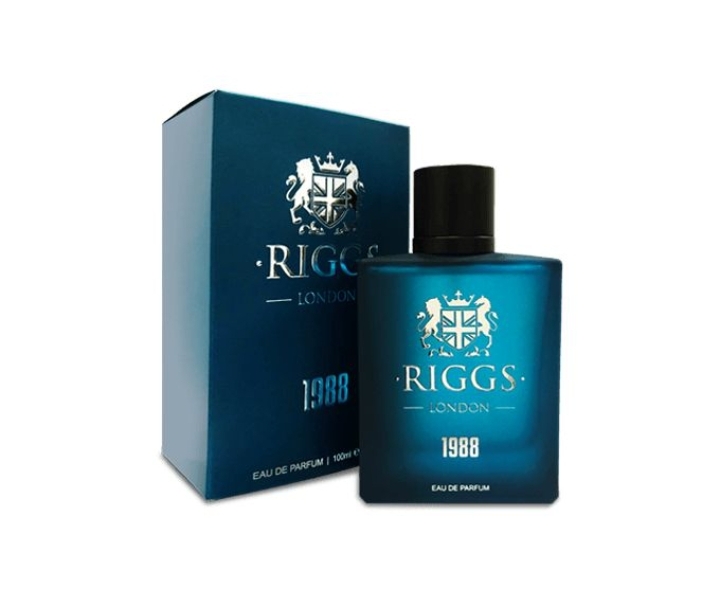 ·RIGGS
LONDON
1988
EAU DE PARFUM | 100ml e
·RIGGS·
LONDON
1988
EAU DE PARFUM